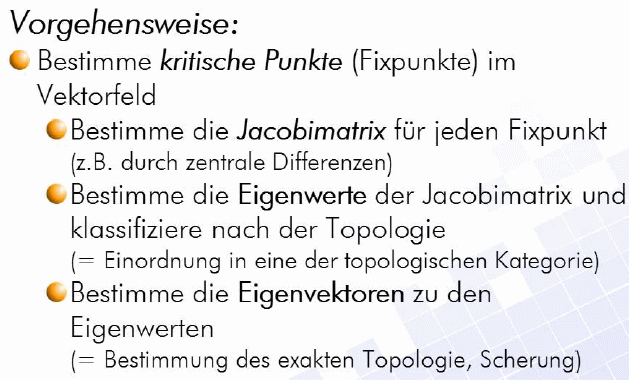 Vorgehensweise:
Bestimme kritische Punkte (Fixpunkte) im
Vektorfeld
Bestimme die Jacobimatrix für jeden Fixpunkt
(z.B. durch zentrale Differenzen)
Bestimme die Eigenwerte der Jacobimatrix und
klassifiziere nach der Topologie
(= Einordnung in eine der topologischen Kategorie)
Bestimme die Eigenvektoren zu den
Eigenwerten
(= Bestimmung des exakten Topologie, Scherung)